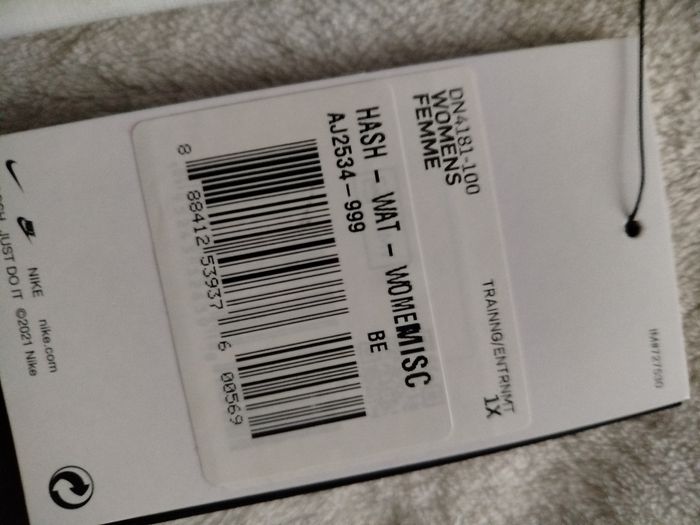 DN4181-100
WOMENS
FEMME
TRAINNG/ENTRNMT
1X
HASH - WAT - WOMEMISC
AJ2534-999
BE
8 88412 53937 6 00569
NIKE nike.com
JUST DO IT ©2021 Nike